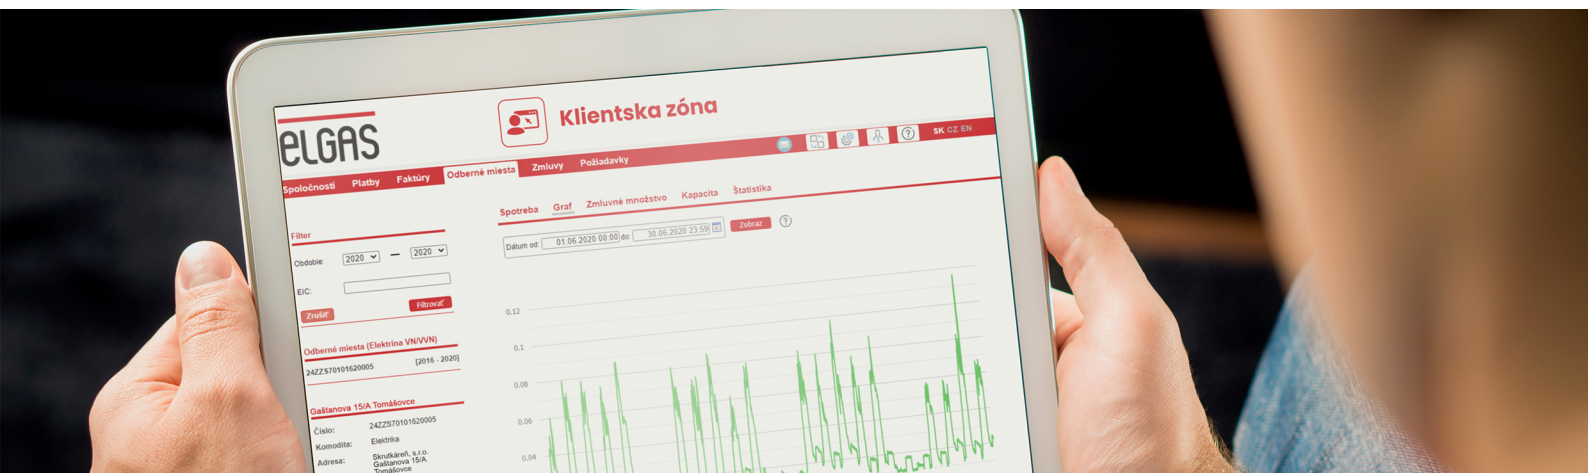 eLGAS
Klientska zóna
SK CZ EN
Spoločnosti Platby Faktúry Odberné miesta Zmluvy Požiadavky
Spotreba Graf Zmluvné množstvo Kapacita Štatistika
Dátum od: 01.06.2020 00:00 do: 30.06.2020 23:59 Zobraz ?
Filter
Obdobie: 2020 — 2020
EIC:
Zrušiť Filtrovať
Odberné miesta (Elektrina VN/VVN)
24ZZS70101620005 [2016 - 2020]
Gaštanova 15/A Tomášovce
Číslo: 24ZZS70101620005
Komodita: Elektrika
Adresa: Skrutkáreň, s.r.o.
Gaštanova 15/A
Tomášovce
0.12
0.1
0.08
0.06
0.04